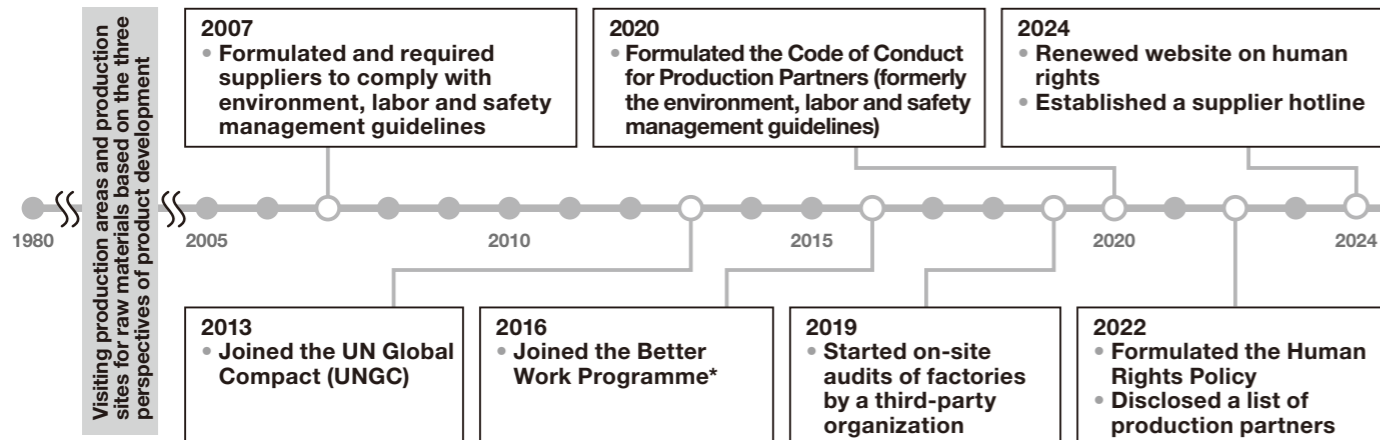 Visiting production areas and production
sites for raw materials based on the three
perspectives of product development
2007
• Formulated and required
suppliers to comply with
environment, labor and safety
management guidelines
2020
• Formulated the Code of Conduct
for Production Partners (formerly
the environment, labor and safety
management guidelines)
2024
• Renewed website on human
rights
• Established a supplier hotline
1980
2005
2010
2015
2020
2024
2013
• Joined the UN Global
Compact (UNGC)
2016
• Joined the Better
Work Programme*
2019
• Started on-site
audits of factories
by a third-party
organization
2022
• Formulated the Human
Rights Policy
• Disclosed a list of
production partners